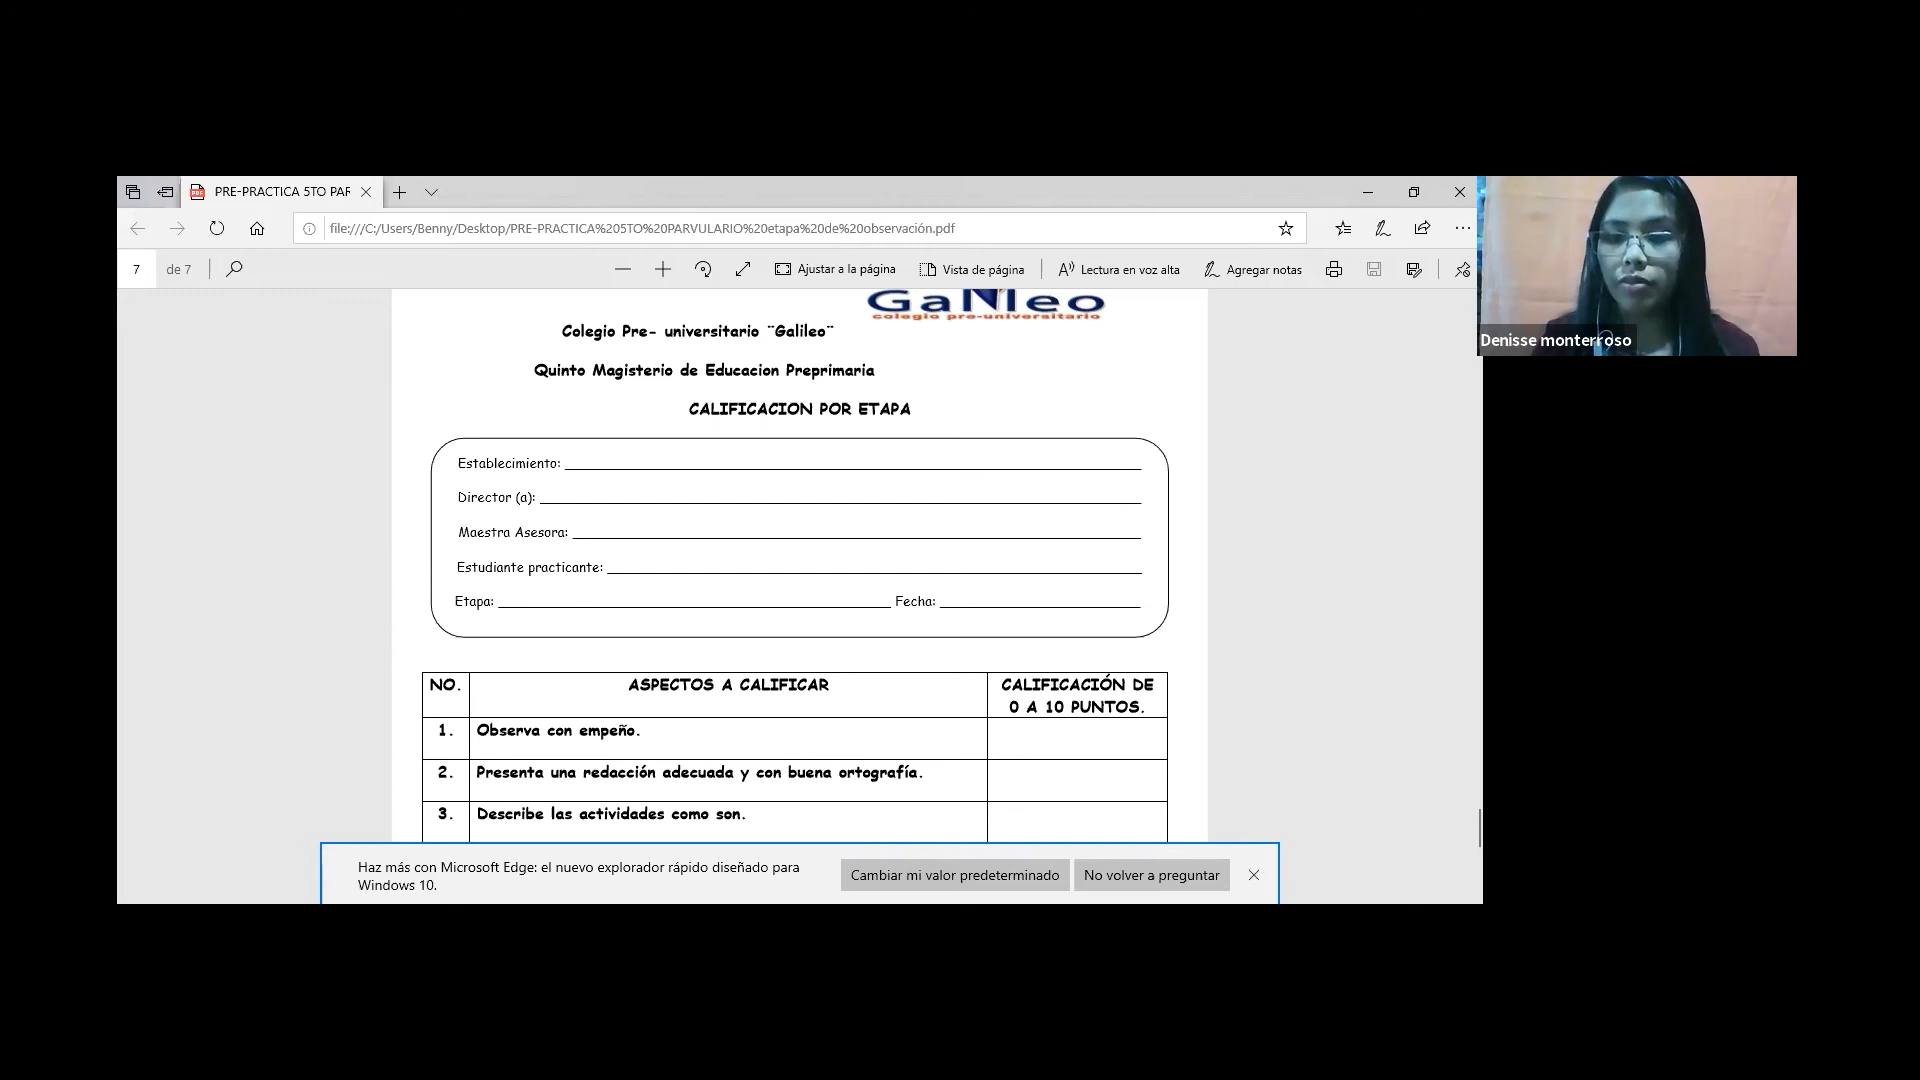 PRE-PRACTICA 5TO PAR
file:///C:/Users/Benny/Desktop/PRE-PRACTICA%205TO%20PARVULARIO%20etapa%20de%20observación.pdf
7 de 7
Ajustar a la página
Vista de página
Lectura en voz alta
Agregar notas
GaLileo
colegio pre-universitario
Colegio Pre- universitario ¨Galileo¨
Quinto Magisterio de Educacion Preprimaria
CALIFICACION POR ETAPA
Establecimiento:
Director (a):
Maestra Asesora:
Estudiante practicante:
Etapa: Fecha:
NO. ASPECTOS A CALIFICAR CALIFICACIÓN DE
0 A 10 PUNTOS.
1. Observa con empeño.
2. Presenta una redacción adecuada y con buena ortografía.
3. Describe las actividades como son.
Haz más con Microsoft Edge: el nuevo explorador rápido diseñado para
Windows 10.
Cambiar mi valor predeterminado
No volver a preguntar
Denisse monterroso